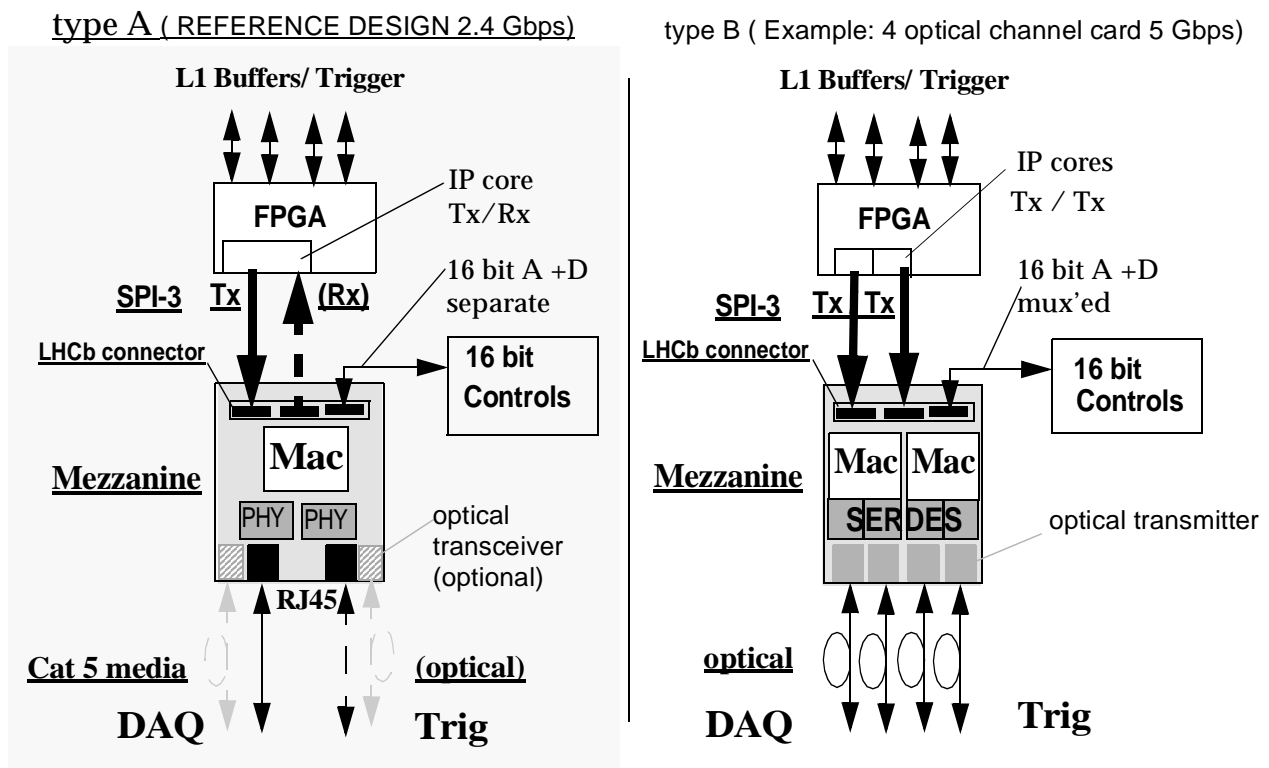 type A ( REFERENCE DESIGN 2.4 Gbps)
L1 Buffers/ Trigger
FPGA
IP core
Tx/Rx
16 bit A +D
separate
SPI-3 Tx (Rx)
LHCb connector
16 bit
Controls
Mac
Mezzanine
PHY PHY
optical
transceiver
(optional)
RJ45
Cat 5 media
(optical)
DAQ
Trig
type B ( Example: 4 optical channel card 5 Gbps)
L1 Buffers/ Trigger
FPGA
IP cores
Tx / Tx
16 bit A +D
mux'ed
SPI-3 Tx Tx
LHCb connector
16 bit
Controls
Mac Mac
Mezzanine
SERDES
optical transmitter
optical
DAQ
Trig